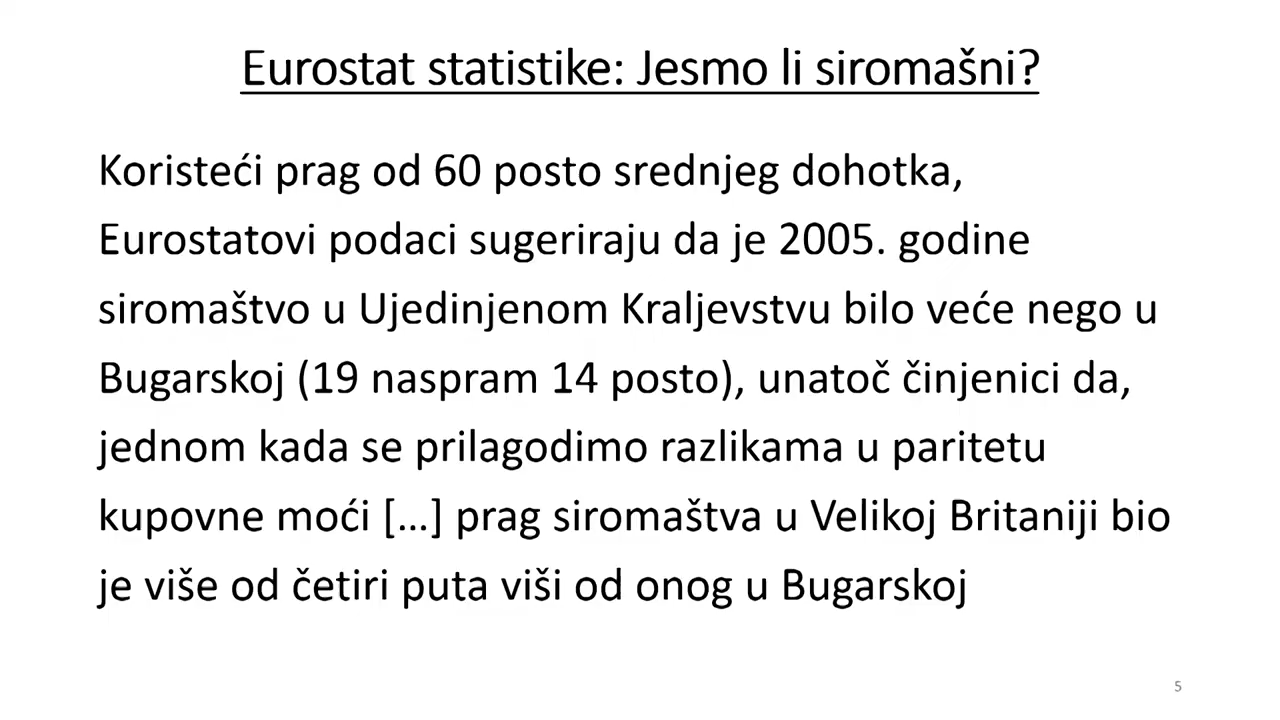 Eurostat statistike: Jesmo li siromašni?
Koristeći prag od 60 posto srednjeg dohotka,
Eurostatovi podaci sugeriraju da je 2005. godine
siromaštvo u Ujedinjenom Kraljevstvu bilo veće nego u
Bugarskoj (19 naspram 14 posto), unatoč činjenici da,
jednom kada se prilagodimo razlikama u paritetu
kupovne moći [...] prag siromaštva u Velikoj Britaniji bio
je više od četiri puta viši od onog u Bugarskoj
5